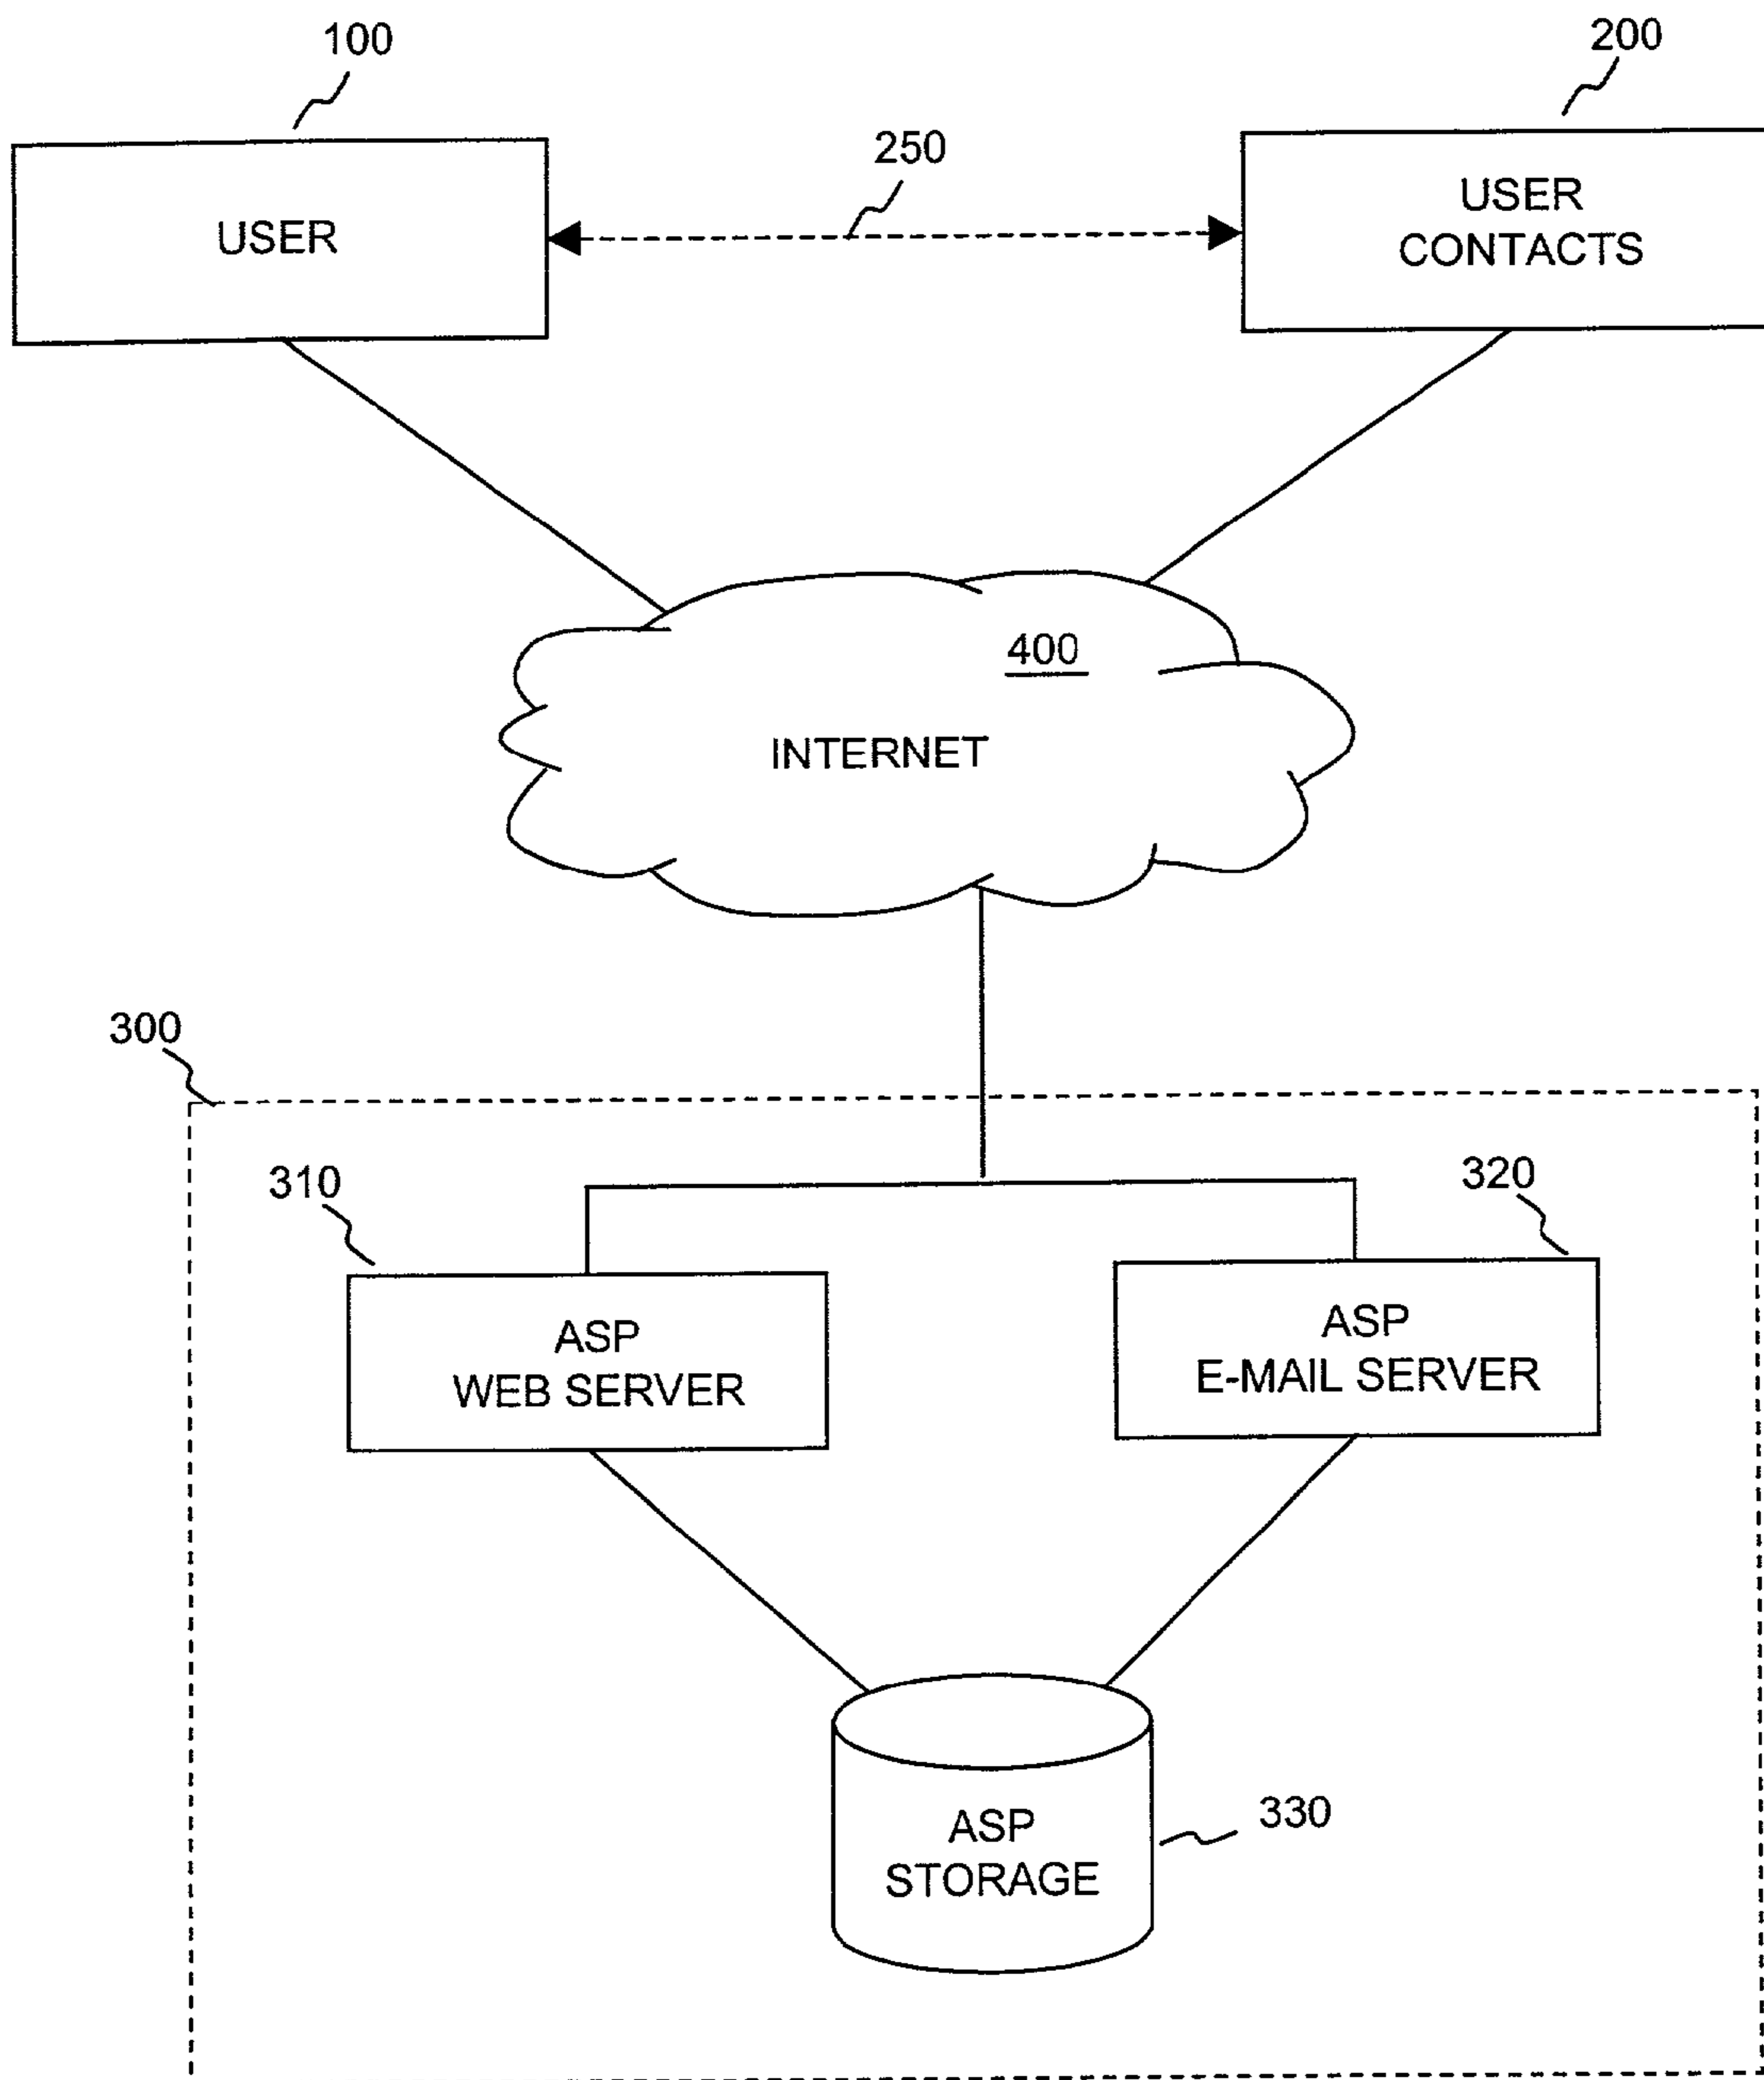 100
200
250
USER
USER
CONTACTS
400
INTERNET
300
310
320
ASP
WEB SERVER
ASP
E-MAIL SERVER
ASP
STORAGE
330